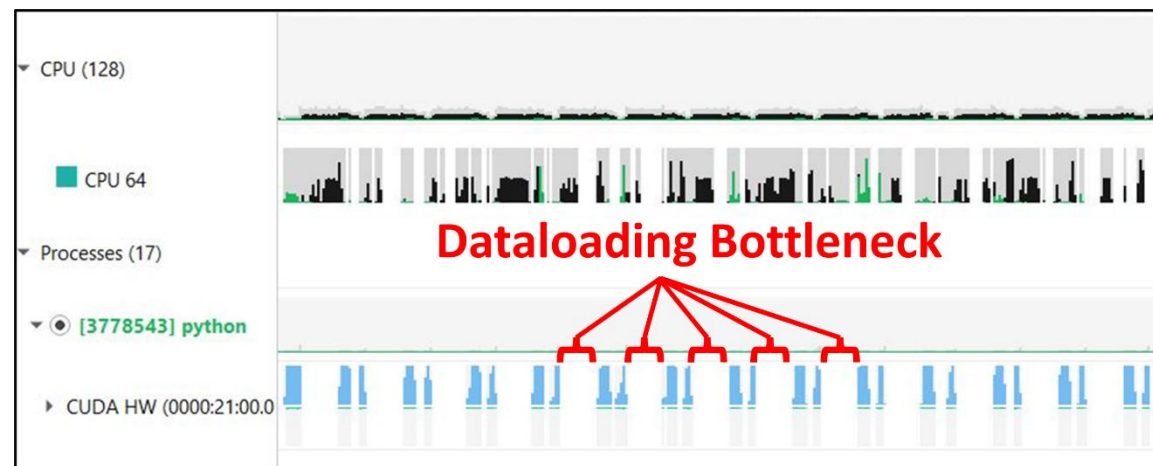 CPU (128)
CPU 64
Processes (17)
Dataloading Bottleneck
[3778543] python
CUDA HW (0000:21:00.0